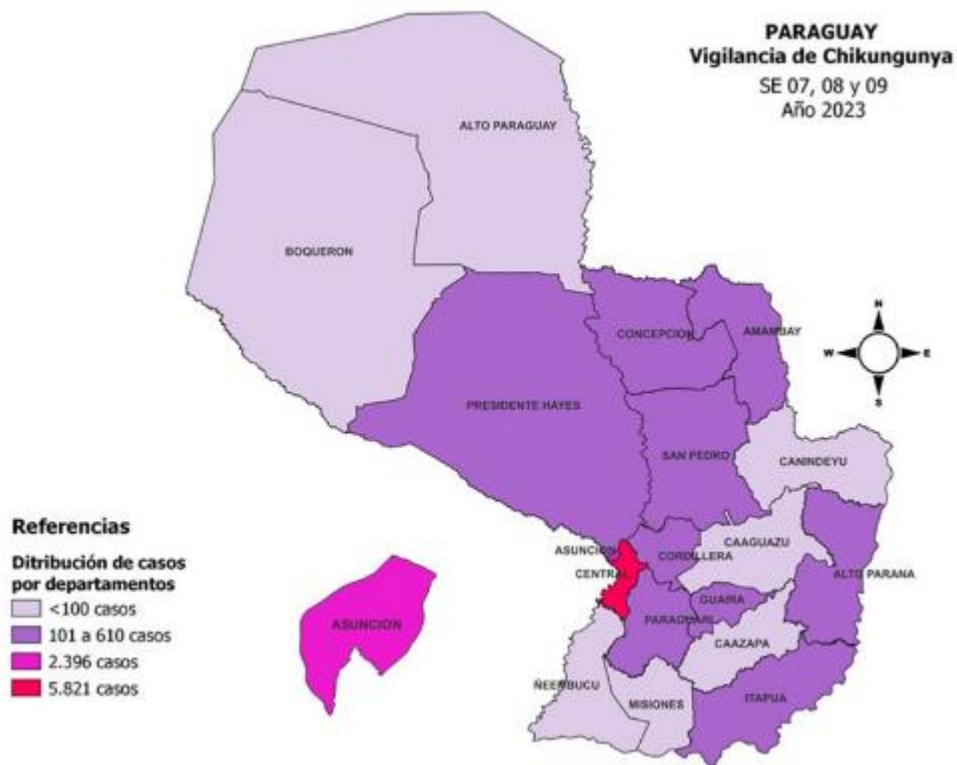 PARAGUAY
Vigilancia de Chikungunya
SE 07, 08 y 09
Año 2023
ALTO PARAGUAY
BOQUERON
CONCEPCION
AMAMBAY
N
W
E
S
PRESIDENTE HAYES
SAN PEDRO
CANINDEYU
Referencias
Ditribución de casos
por departamentos
<100 casos
101 a 610 casos
2.396 casos
5.821 casos
ASUNCION
ASUNCION
CENTRAL
CORDILLERA
CAAGUAZU
ALTO PARANA
GUAIRA
PARAGUARI
CAAZAPA
ÑEEMBUCU
MISIONES
ITAPUA